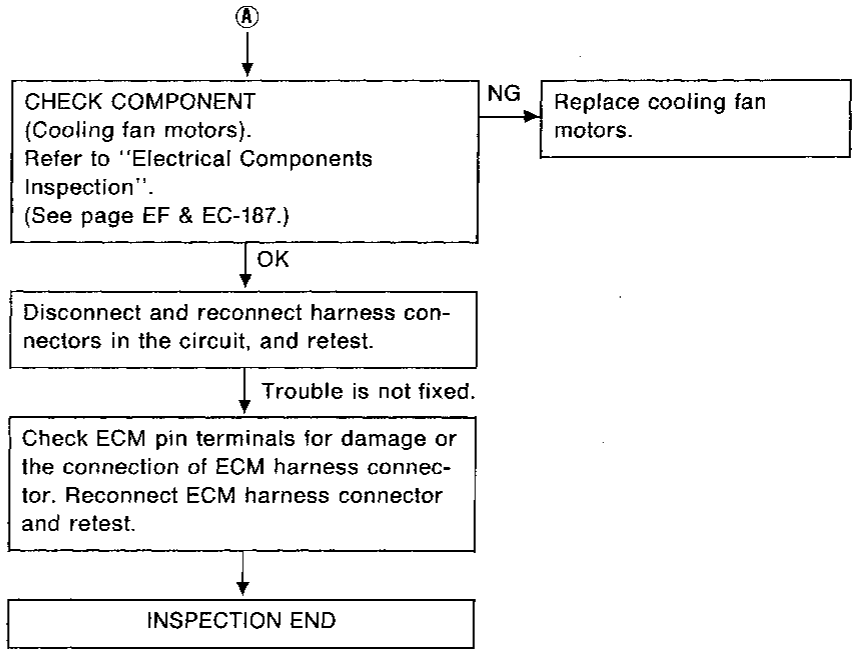 Ⓐ
CHECK COMPONENT
(Cooling fan motors).
Refer to "Electrical Components
Inspection".
(See page EF & EC-187.)
NG
Replace cooling fan
motors.
OK
Disconnect and reconnect harness con-
nectors in the circuit, and retest.
Trouble is not fixed.
Check ECM pin terminals for damage or
the connection of ECM harness connec-
tor. Reconnect ECM harness connector
and retest.
INSPECTION END